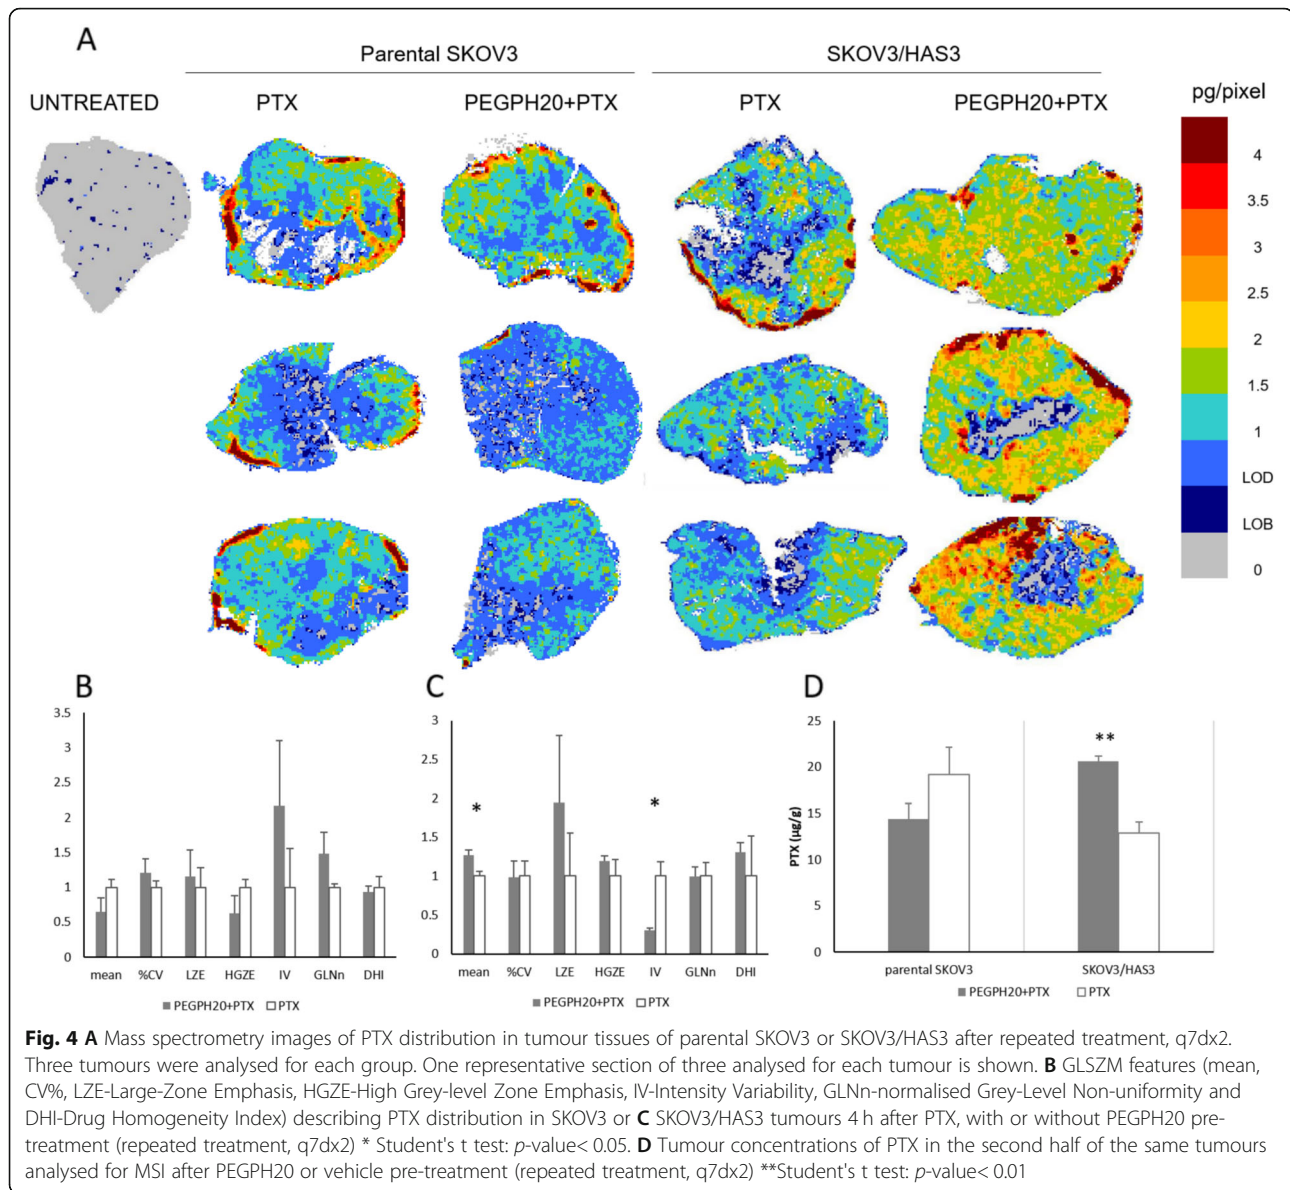 A
Parental SKOV3
SKOV3/HAS3
UNTREATED
PTX
PEGPH20+PTX
PTX
PEGPH20+PTX
pg/pixel
4
3.5
3
2.5
2
1.5
1
LOD
LOB
0
B
3.5
3
2.5
2
1.5
1
0.5
0
mean
%CV
LZE
HGZE
IV
GLNn
DHI
PEGPH20+PTX
PTX
C
3
2.5
2
1.5
1
0.5
0
*
*
mean
%CV
LZE
HGZE
IV
GLNn
DHI
PEGPH20+PTX
PTX
D
PTX (µg/g)
25
20
15
10
5
0
**
parental SKOV3
SKOV3/HAS3
PEGPH20+PTX
PTX
Fig. 4 A Mass spectrometry images of PTX distribution in tumour tissues of parental SKOV3 or SKOV3/HAS3 after repeated treatment, q7dx2.
Three tumours were analysed for each group. One representative section of three analysed for each tumour is shown. B GLSZM features (mean,
CV%, LZE-Large-Zone Emphasis, HGZE-High Grey-level Zone Emphasis, IV-Intensity Variability, GLNn-normalised Grey-Level Non-uniformity and
DHI-Drug Homogeneity Index) describing PTX distribution in SKOV3 or C SKOV3/HAS3 tumours 4 h after PTX, with or without PEGPH20 pre-
treatment (repeated treatment, q7dx2) * Student's t test: p-value< 0.05. D Tumour concentrations of PTX in the second half of the same tumours
analysed for MSI after PEGPH20 or vehicle pre-treatment (repeated treatment, q7dx2) **Student's t test: p-value< 0.01